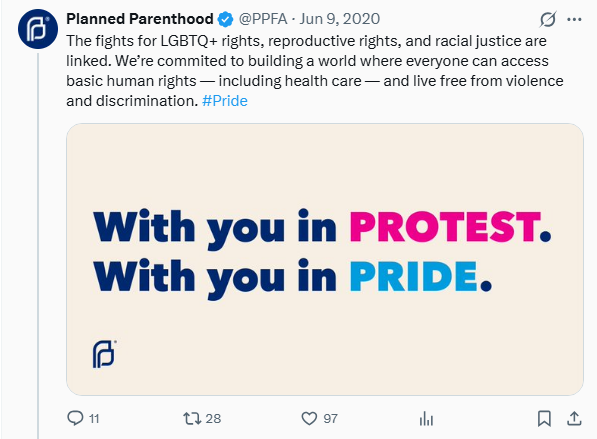 Planned Parenthood @PPFA · Jun 9, 2020
The fights for LGBTQ+ rights, reproductive rights, and racial justice are
linked. We're commited to building a world where everyone can access
basic human rights — including health care — and live free from violence
and discrimination. #Pride
With you in PROTEST.
With you in PRIDE.
11 28 97